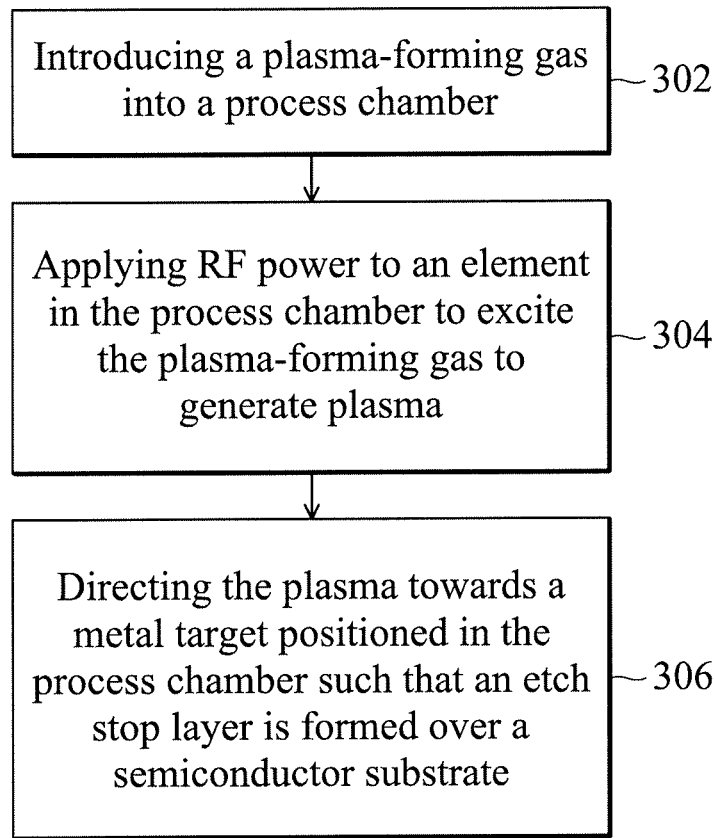 Introducing a plasma-forming gas
into a process chamber
302
Applying RF power to an element
in the process chamber to excite
the plasma-forming gas to
generate plasma
304
Directing the plasma towards a
metal target positioned in the
process chamber such that an etch
stop layer is formed over a
semiconductor substrate
306